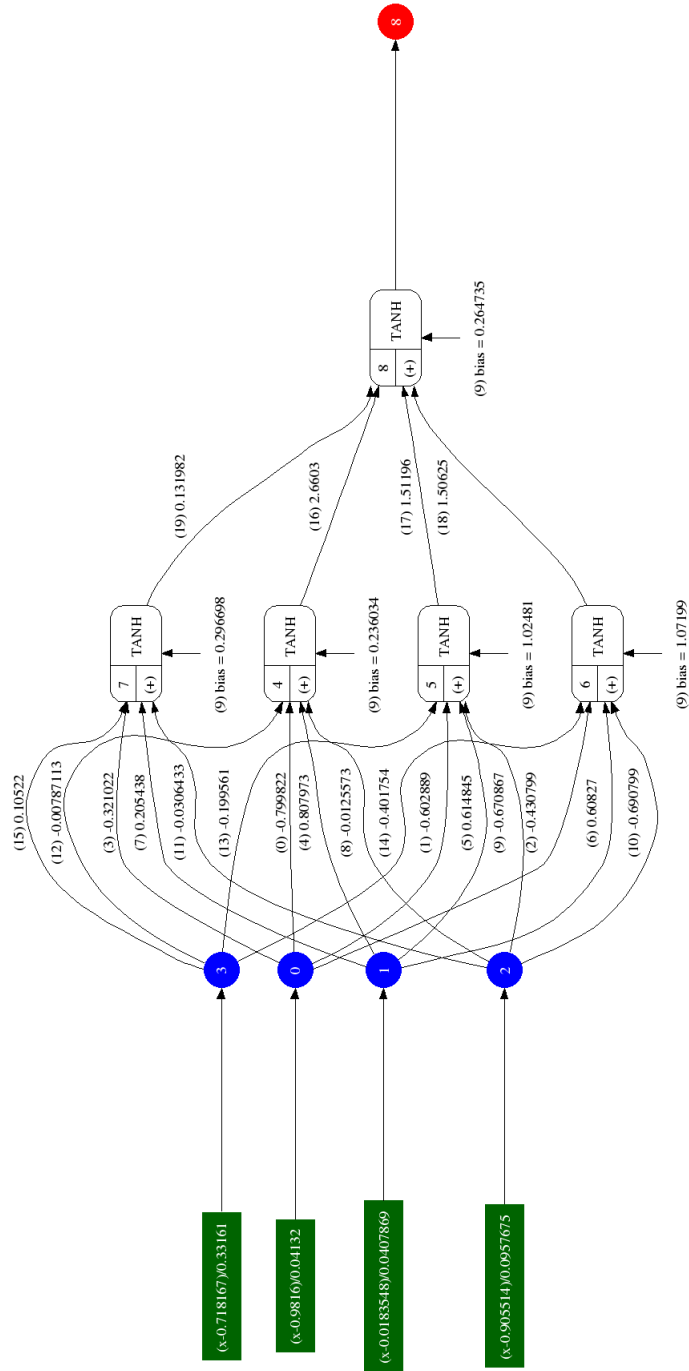 (x-0.718167)/0.33161
(x-0.9816)/0.04132
(x-0.0183548)/0.0407869
(x-0.905514)/0.0957675
3
0
1
2
(15) 0.10522
(12) -0.00787113
(3) -0.321022
(7) 0.205438
(11) -0.0306433
(13) -0.199561
(0) -0.799822
(4) 0.807973
(8) -0.0125573
(14) -0.401754
(1) -0.602889
(5) 0.614845
(9) -0.670867
(2) -0.430799
(6) 0.60827
(10) -0.690799
7
(+)
TANH
(9) bias = 0.296698
4
(+)
TANH
(9) bias = 0.236034
5
(+)
TANH
(9) bias = 1.02481
6
(+)
TANH
(9) bias = 1.07199
(19) 0.131982
(16) 2.6603
(17) 1.51196
(18) 1.50625
8
(+)
TANH
(9) bias = 0.264735
8